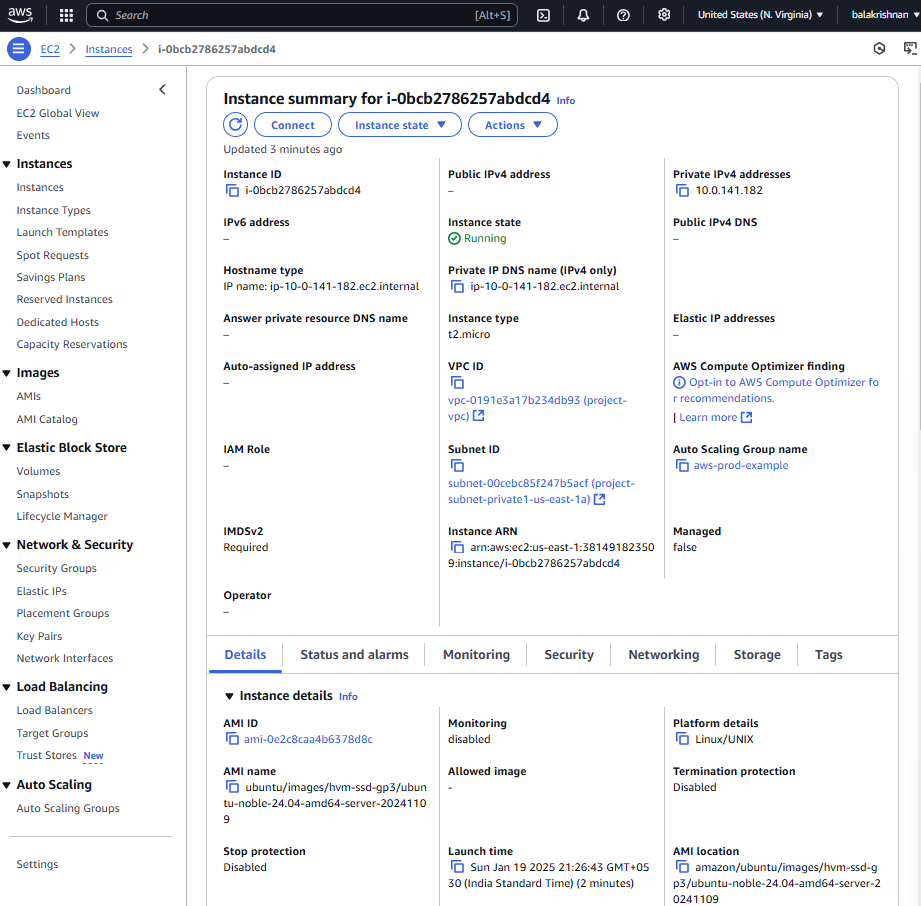 aws
Search [Alt+S]
United States (N. Virginia) balakrishnan
EC2 Instances i-0bcb2786257abdcd4
Dashboard
EC2 Global View
Events
Instances
Instances
Instance Types
Launch Templates
Spot Requests
Savings Plans
Reserved Instances
Dedicated Hosts
Capacity Reservations
Images
AMIs
AMI Catalog
Elastic Block Store
Volumes
Snapshots
Lifecycle Manager
Network & Security
Security Groups
Elastic IPs
Placement Groups
Key Pairs
Network Interfaces
Load Balancing
Load Balancers
Target Groups
Trust Stores New
Auto Scaling
Auto Scaling Groups
Settings
Instance summary for i-0bcb2786257abdcd4 Info
Connect Instance state Actions
Updated 3 minutes ago
Instance ID
i-0bcb2786257abdcd4
Public IPv4 address
–
Private IPv4 addresses
10.0.141.182
IPv6 address
–
Instance state
Running
Public IPv4 DNS
–
Hostname type
IP name: ip-10-0-141-182.ec2.internal
Private IP DNS name (IPv4 only)
ip-10-0-141-182.ec2.internal
Answer private resource DNS name
–
Instance type
t2.micro
Elastic IP addresses
–
Auto-assigned IP address
–
VPC ID
vpc-0191e3a17b234db93 (project-
vpc)
AWS Compute Optimizer finding
Opt-in to AWS Compute Optimizer fo
r recommendations.
| Learn more
IAM Role
–
Subnet ID
subnet-00cebc85f247b5acf (project-
subnet-private1-us-east-1a)
Auto Scaling Group name
aws-prod-example
IMDSv2
Required
Instance ARN
arn:aws:ec2:us-east-1:38149182350
9:instance/i-0bcb2786257abdcd4
Managed
false
Operator
–
Details Status and alarms Monitoring Security Networking Storage Tags
Instance details Info
AMI ID
ami-0e2c8caa4b6378d8c
Monitoring
disabled
Platform details
Linux/UNIX
AMI name
ubuntu/images/hvm-ssd-gp3/ubun
tu-noble-24.04-amd64-server-2024110
9
Allowed image
-
Termination protection
Disabled
Stop protection
Disabled
Launch time
Sun Jan 19 2025 21:26:43 GMT+05
30 (India Standard Time) (2 minutes)
AMI location
amazon/ubuntu/images/hvm-ssd-g
p3/ubuntu-noble-24.04-amd64-server-2
0241109